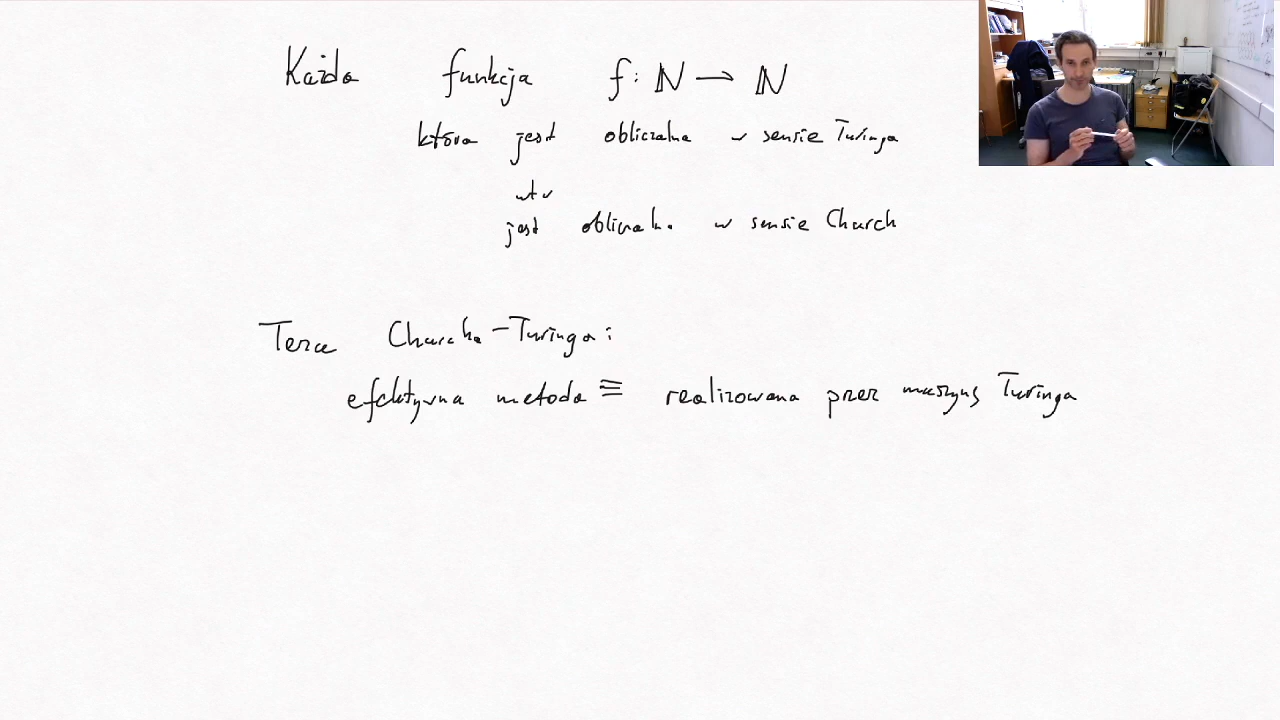 Każda funkcja f: ℕ → ℕ
która jest obliczalna w sensie Turinga
wtw
jest obliczalna w sensie Church
Teza Churcha-Turinga:
efektywna metoda ≡ realizowana przez maszynę Turinga